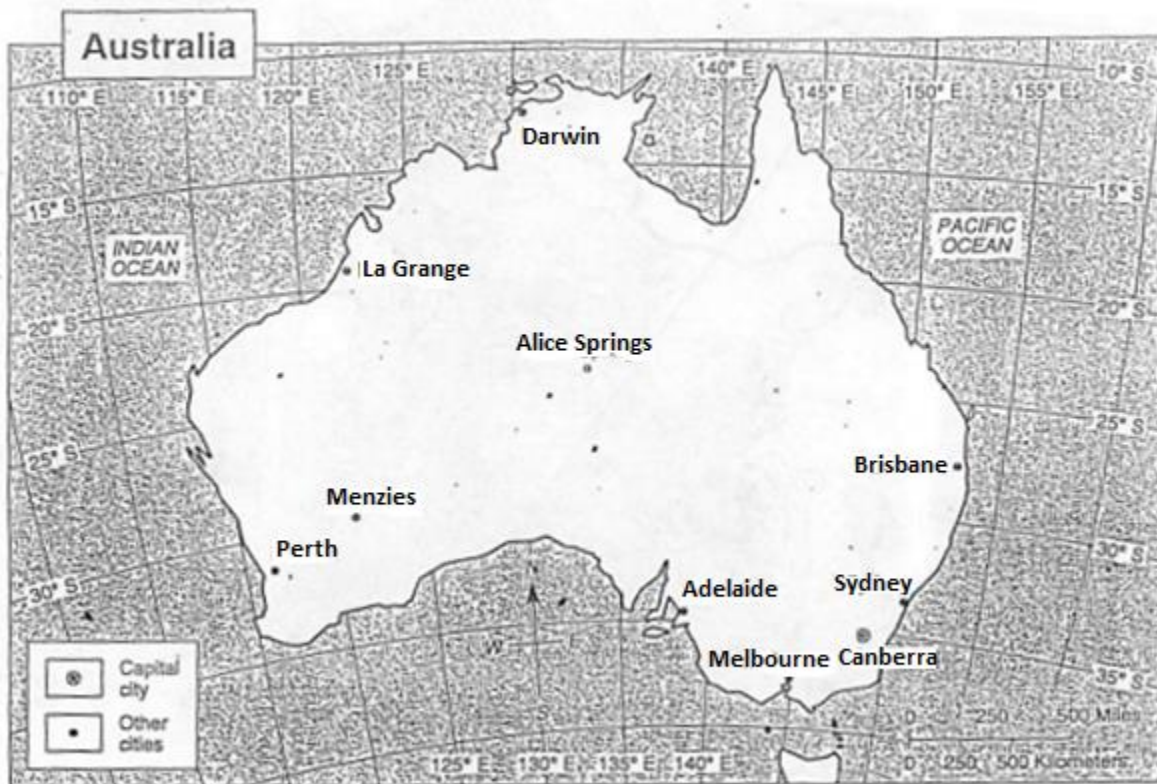 Australia
125° E
140° E
10° S
110° E
115° E
120° E
145° E
150° E
155° E
Darwin
15° S
15° S
INDIAN
OCEAN
PACIFIC
OCEAN
La Grange
20° S
20° S
Alice Springs
25° S
25° S
Brisbane
Menzies
Perth
30° S
30° S
Adelaide
Sydney
W
Melbourne
Canberra
35° S
Capital
city
Other
cities
0 250 500 Miles
0 250 500 Kilometers
125° E
130° E
135° E
140° E